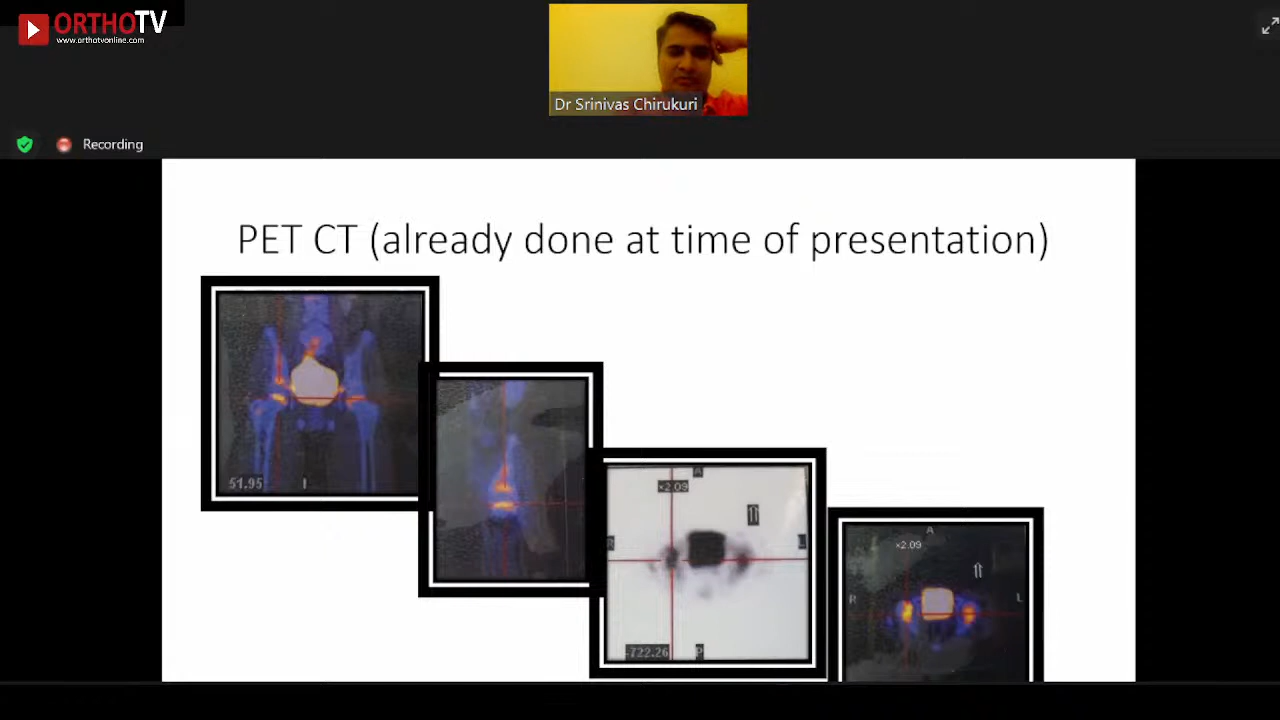 ORTHOTV
www.orthotvonline.com
Dr Srinivas Chirukuri
Recording
PET CT (already done at time of presentation)
51.95
I
A
×2.09
R
L
-722.26
P
A
×2.09
R
L